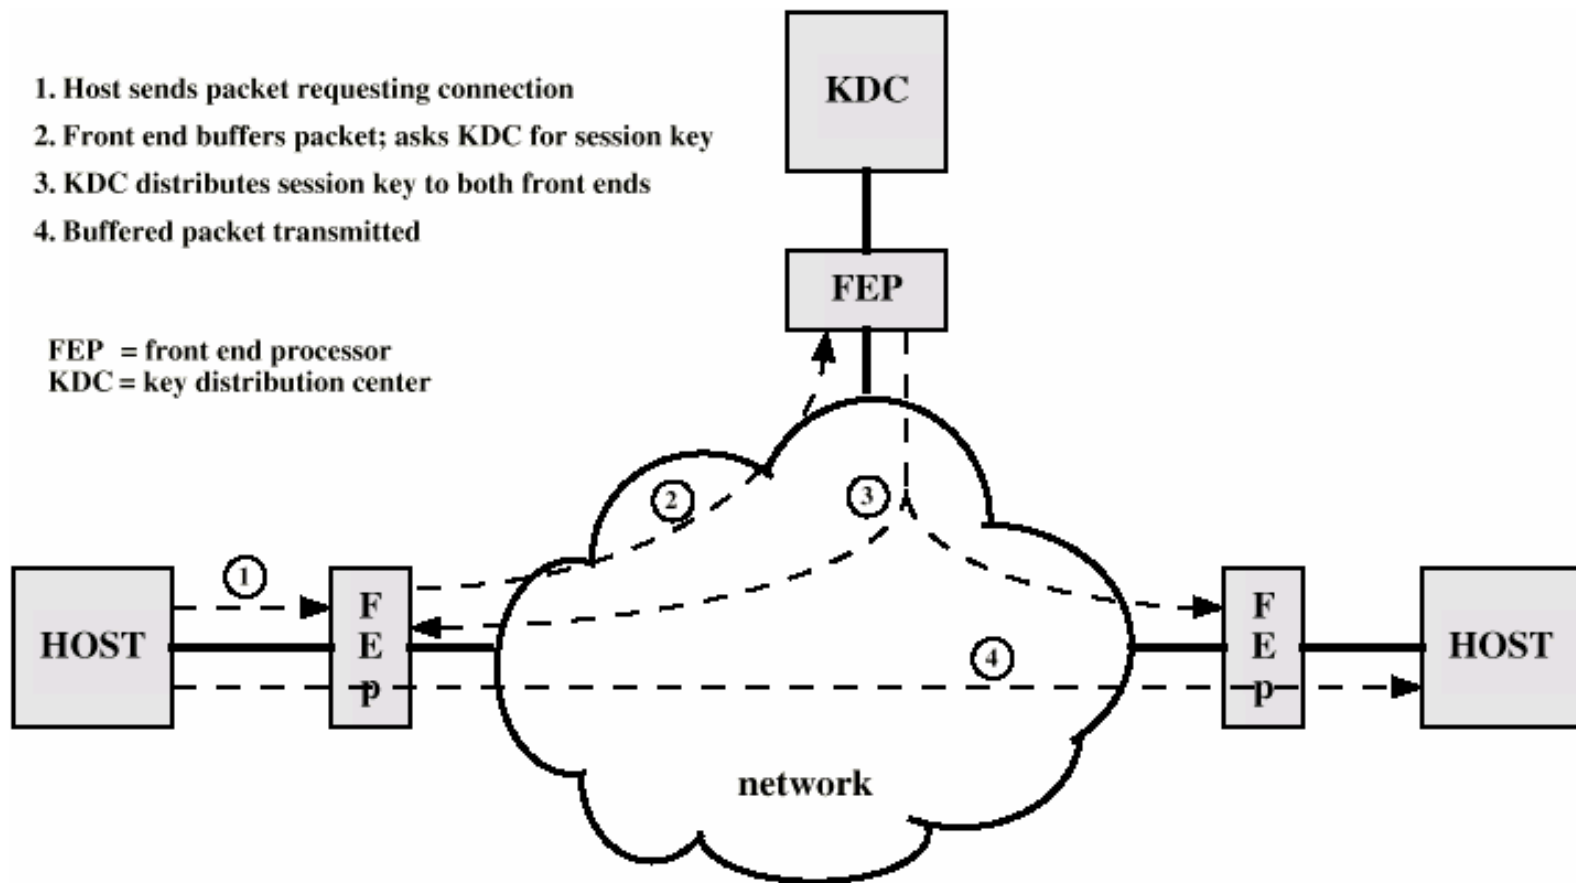 1. Host sends packet requesting connection
2. Front end buffers packet; asks KDC for session key
3. KDC distributes session key to both front ends
4. Buffered packet transmitted
FEP = front end processor
KDC = key distribution center
KDC
FEP
2
3
1
HOST
F
E
p
4
F
E
p
HOST
network